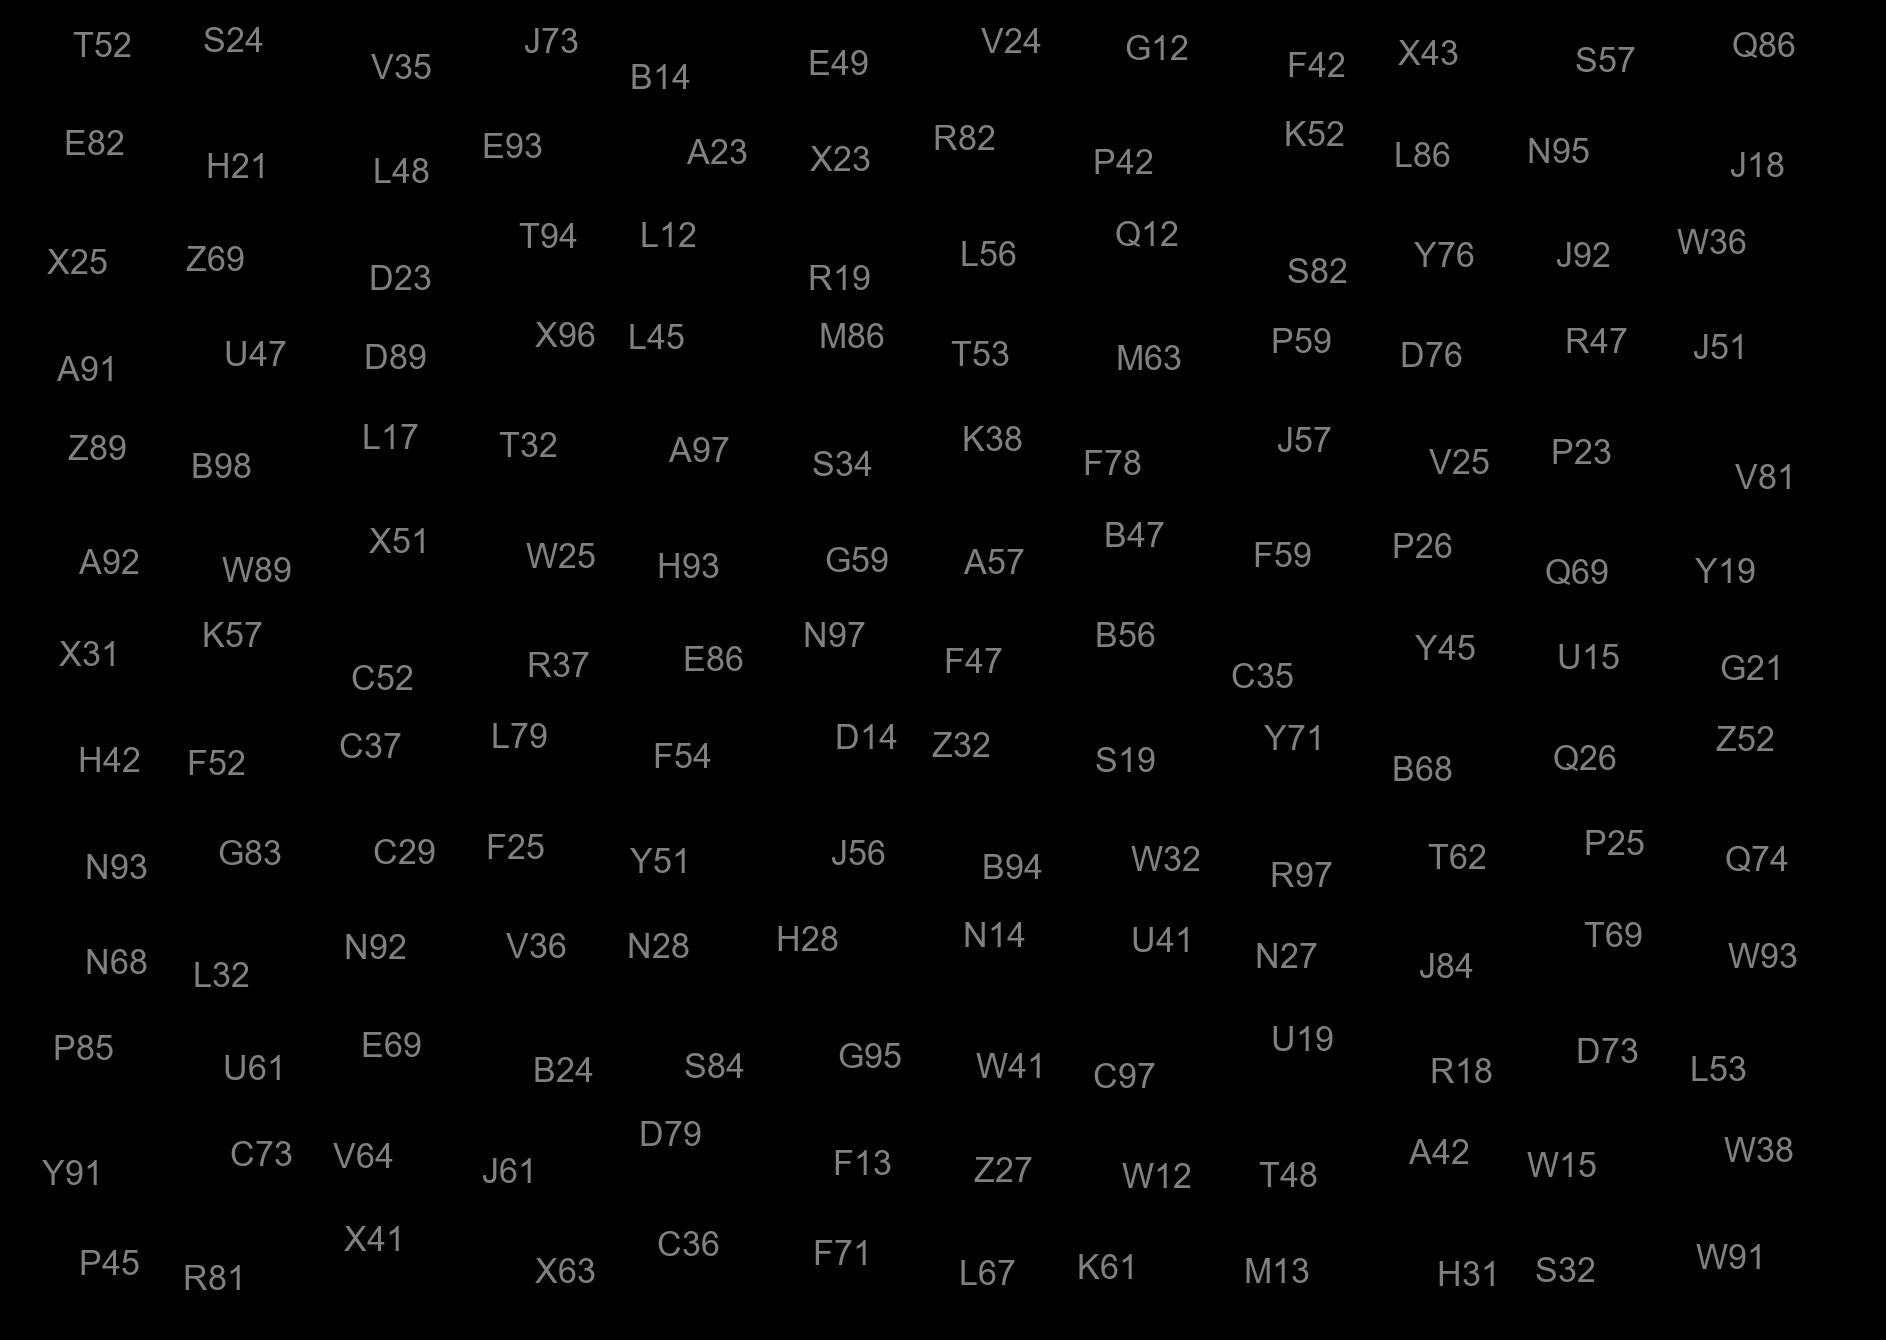 T52 S24 V35 J73 B14 E49 V24 G12 F42 X43 S57 Q86
E82 H21 L48 E93 A23 X23 R82 P42 K52 L86 N95 J18
X25 Z69 D23 T94 L12 R19 L56 Q12 S82 Y76 J92 W36
A91 U47 D89 X96 L45 M86 T53 M63 P59 D76 R47 J51
Z89 B98 L17 T32 A97 S34 K38 F78 J57 V25 P23 V81
A92 W89 X51 W25 H93 G59 A57 B47 F59 P26 Q69 Y19
X31 K57 C52 R37 E86 N97 F47 B56 C35 Y45 U15 G21
H42 F52 C37 L79 F54 D14 Z32 S19 Y71 B68 Q26 Z52
N93 G83 C29 F25 Y51 J56 B94 W32 R97 T62 P25 Q74
N68 L32 N92 V36 N28 H28 N14 U41 N27 J84 T69 W93
P85 U61 E69 B24 S84 G95 W41 C97 U19 R18 D73 L53
Y91 C73 V64 J61 D79 F13 Z27 W12 T48 A42 W15 W38
P45 R81 X41 X63 C36 F71 L67 K61 M13 H31 S32 W91